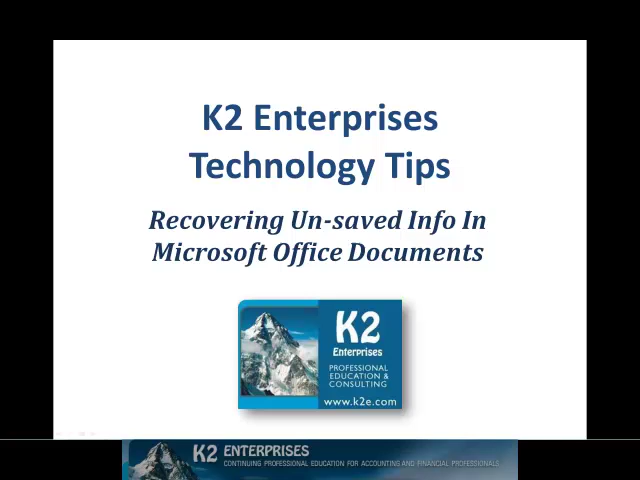 K2 Enterprises
Technology Tips
Recovering Un-saved Info In
Microsoft Office Documents
K2
Enterprises
PROFESSIONAL
EDUCATION &
CONSULTING
www.k2e.com
K2 ENTERPRISES
CONTINUING PROFESSIONAL EDUCATION FOR ACCOUNTING AND FINANCIAL PROFESSIONALS